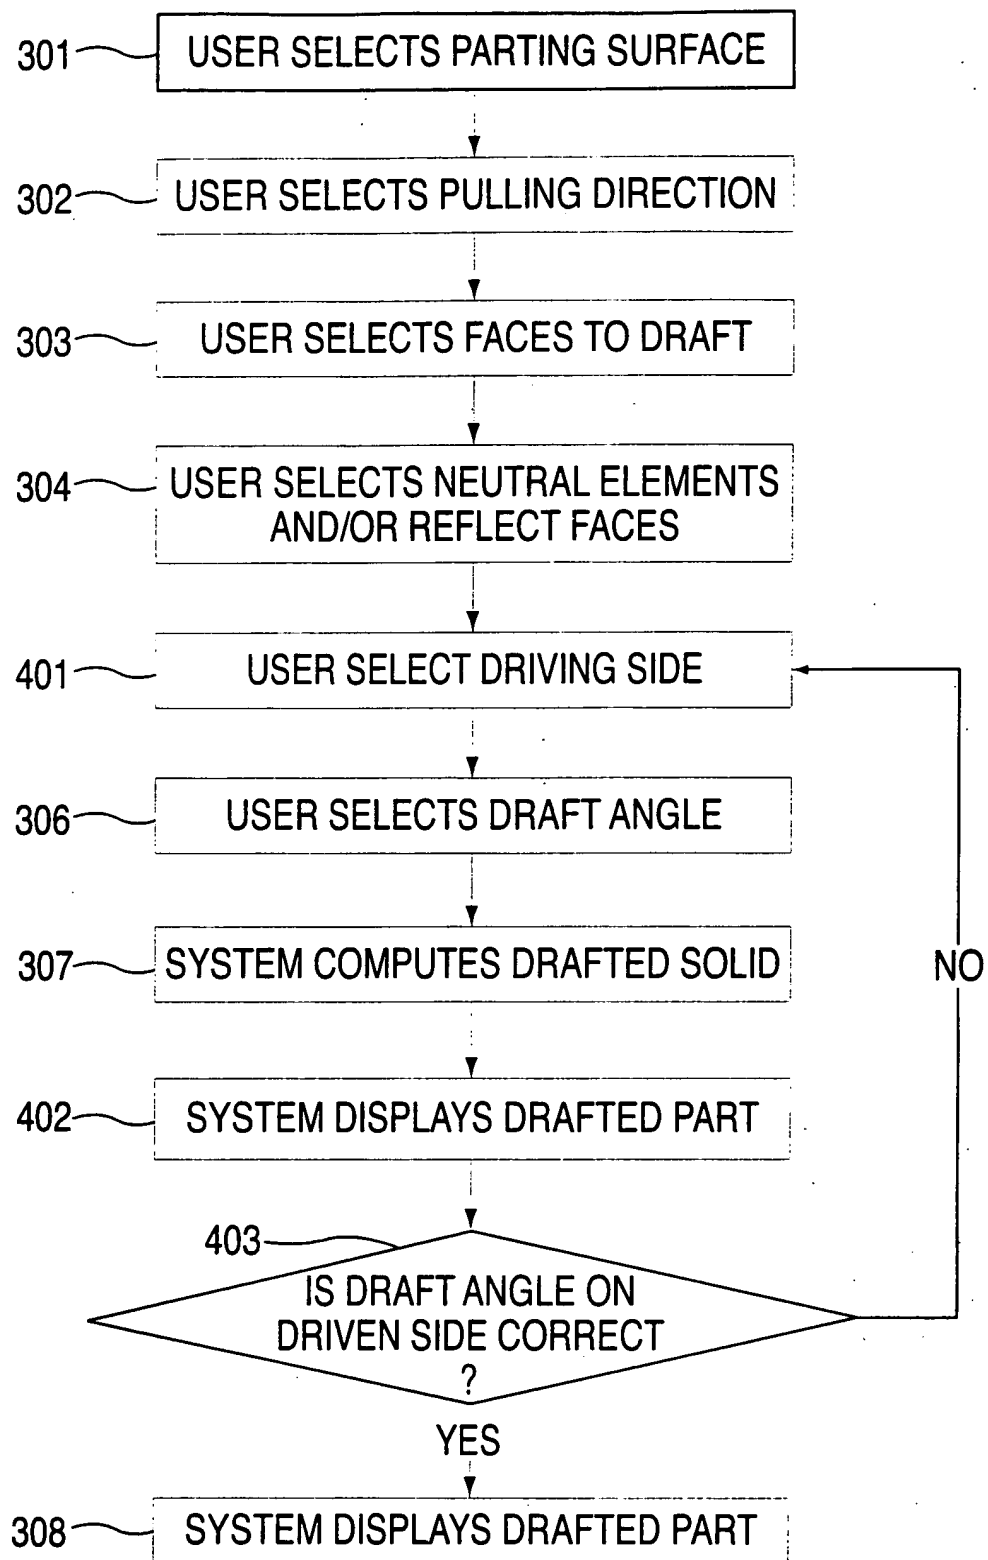 301 USER SELECTS PARTING SURFACE
302 USER SELECTS PULLING DIRECTION
303 USER SELECTS FACES TO DRAFT
304 USER SELECTS NEUTRAL ELEMENTS
AND/OR REFLECT FACES
401 USER SELECT DRIVING SIDE
306 USER SELECTS DRAFT ANGLE
307 SYSTEM COMPUTES DRAFTED SOLID
NO
402 SYSTEM DISPLAYS DRAFTED PART
403
IS DRAFT ANGLE ON
DRIVEN SIDE CORRECT
?
YES
308 SYSTEM DISPLAYS DRAFTED PART